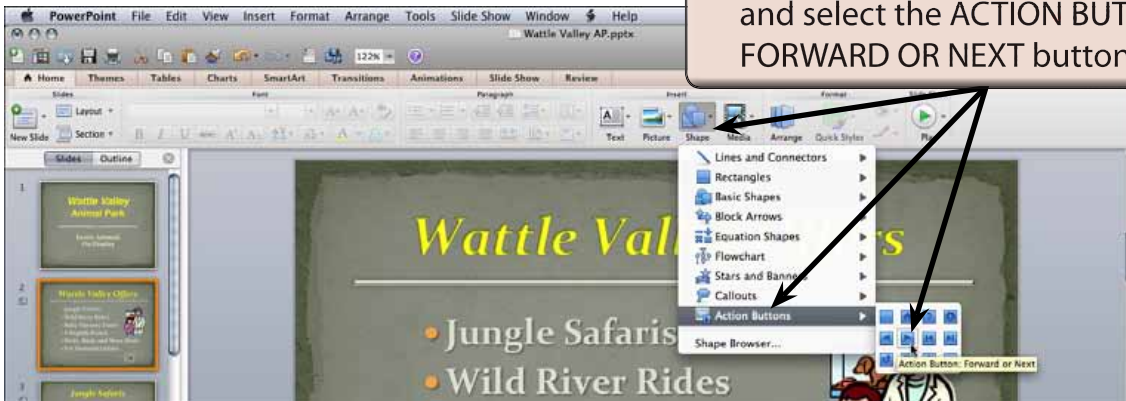 and select the ACTION BUT
FORWARD OR NEXT button
PowerPoint File Edit View Insert Format Arrange Tools Slide Show Window Help
Wattle Valley AP.pptx
122%
Home Themes Tables Charts SmartArt Transitions Animations Slide Show Review
Slides Font Paragraph Insert Format
New Slide Layout
Section
B I U
Text Picture Shape Media Arrange Quick Styles
Slides Outline
1
Wattle Valley
Animal Park
2
Wattle Valley Offers
3
Jungle Safaris
Wattle Val
rs
• Jungle Safaris
• Wild River Rides
Lines and Connectors
Rectangles
Basic Shapes
Block Arrows
Equation Shapes
Flowchart
Stars and Banners
Callouts
Action Buttons
Shape Browser...
Action Button: Forward or Next